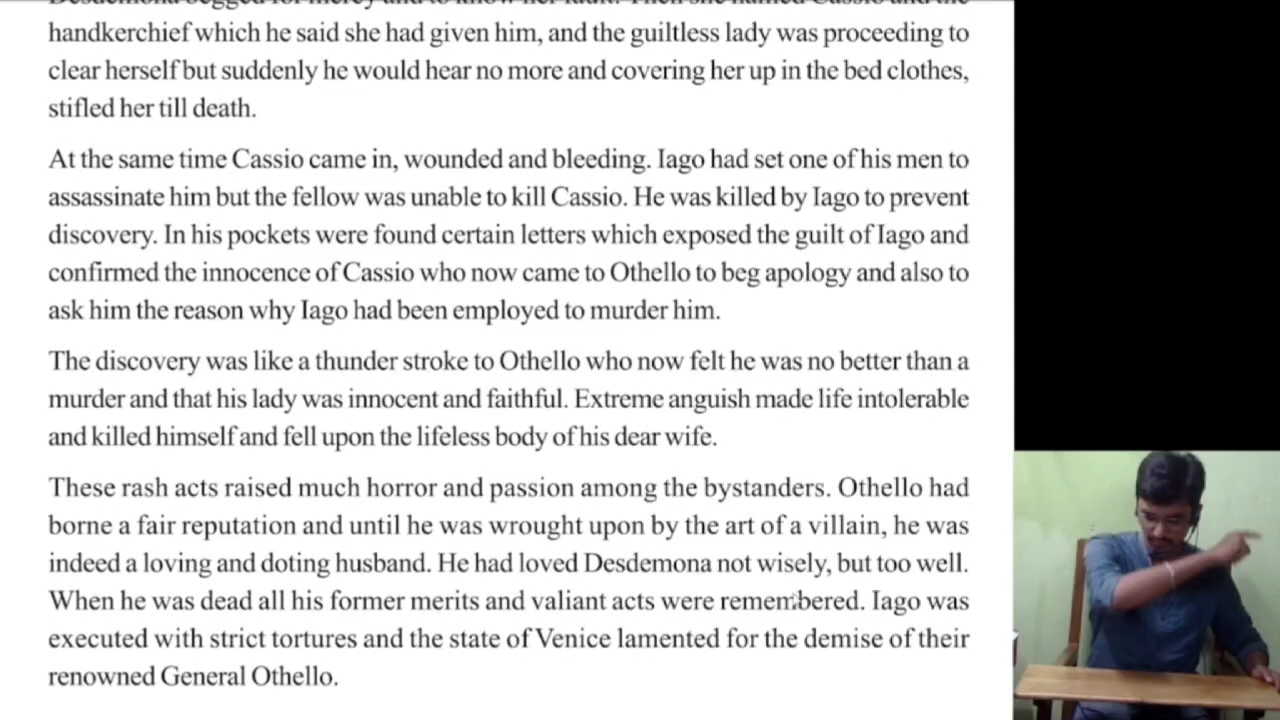 handkerchief which he said she had given him, and the guiltless lady was proceeding to
clear herself but suddenly he would hear no more and covering her up in the bed clothes,
stifled her till death.
At the same time Cassio came in, wounded and bleeding. Iago had set one of his men to
assassinate him but the fellow was unable to kill Cassio. He was killed by Iago to prevent
discovery. In his pockets were found certain letters which exposed the guilt of Iago and
confirmed the innocence of Cassio who now came to Othello to beg apology and also to
ask him the reason why Iago had been employed to murder him.
The discovery was like a thunder stroke to Othello who now felt he was no better than a
murder and that his lady was innocent and faithful. Extreme anguish made life intolerable
and killed himself and fell upon the lifeless body of his dear wife.
These rash acts raised much horror and passion among the bystanders. Othello had
borne a fair reputation and until he was wrought upon by the art of a villain, he was
indeed a loving and doting husband. He had loved Desdemona not wisely, but too well.
When he was dead all his former merits and valiant acts were remembered. Iago was
executed with strict tortures and the state of Venice lamented for the demise of their
renowned General Othello.